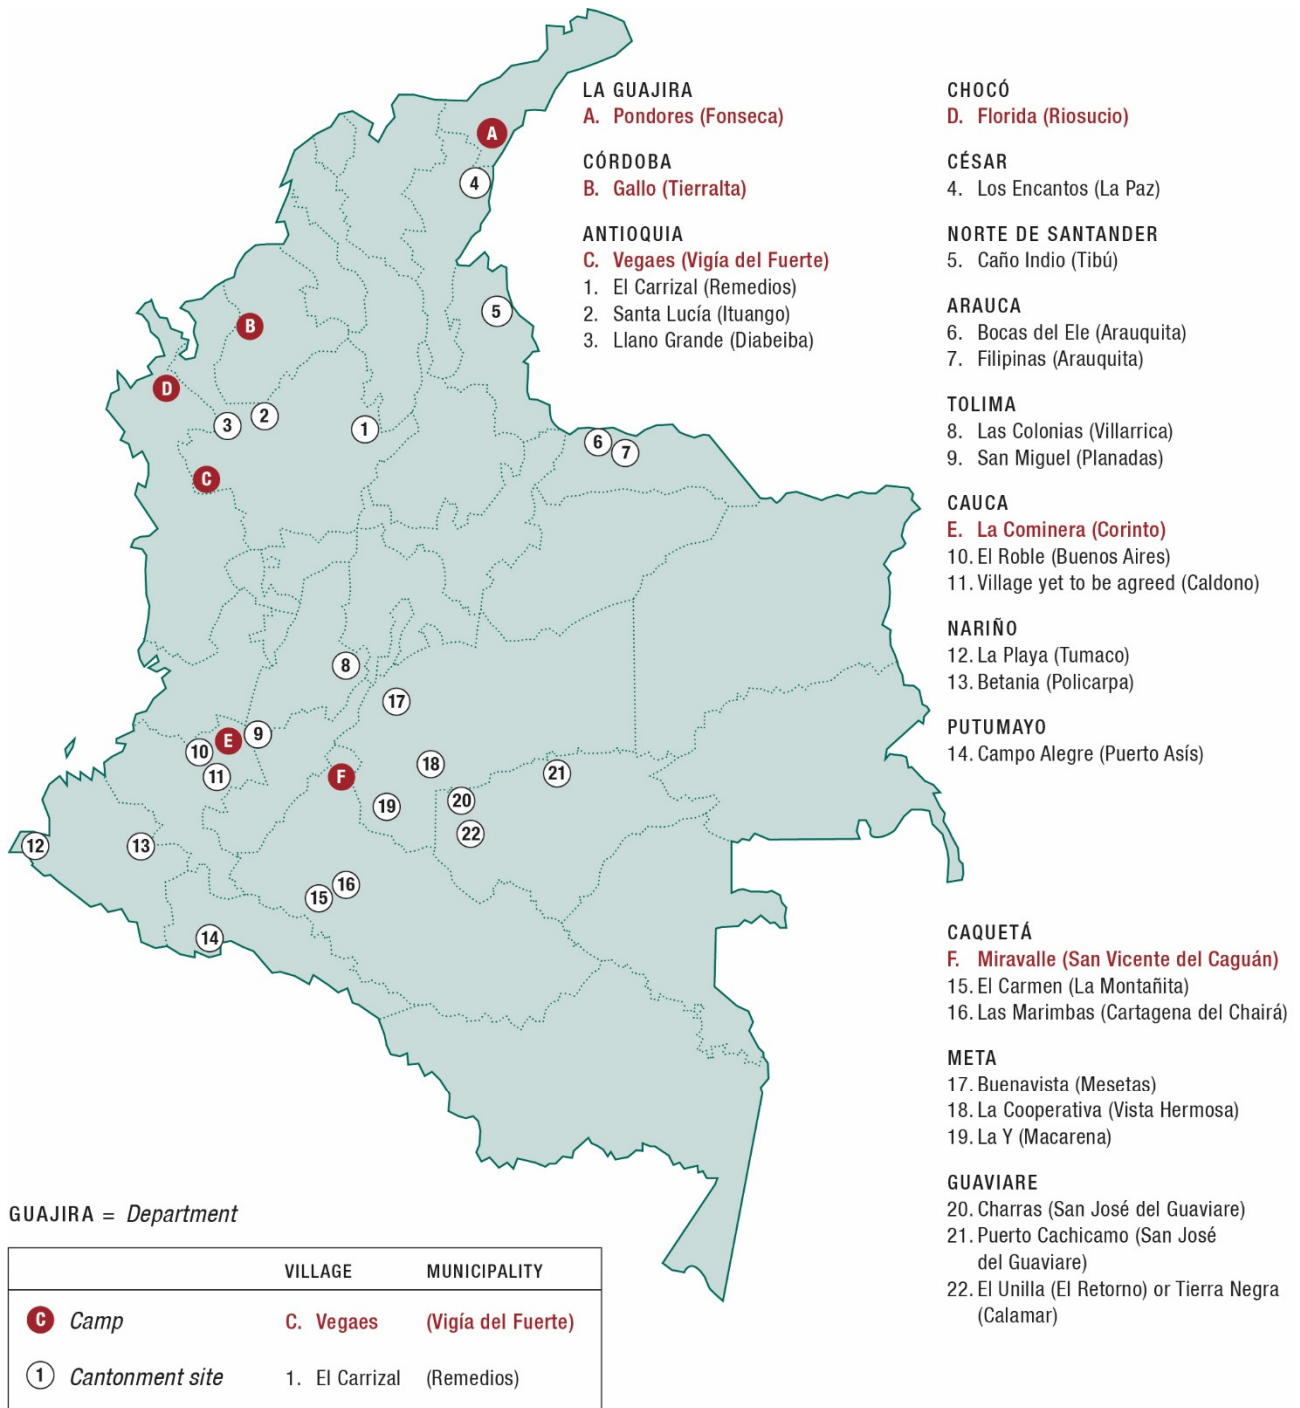 LA GUAJIRA
A. Pondores (Fonseca)
CÓRDOBA
B. Gallo (Tierralta)
ANTIOQUIA
C. Vegaes (Vigía del Fuerte)
1. El Carrizal (Remedios)
2. Santa Lucía (Ituango)
3. Llano Grande (Diabeiba)
CHOCÓ
D. Florida (Riosucio)
CÉSAR
4. Los Encantos (La Paz)
NORTE DE SANTANDER
5. Caño Indio (Tibú)
ARAUCA
6. Bocas del Ele (Arauquita)
7. Filipinas (Arauquita)
TOLIMA
8. Las Colonias (Villarrica)
9. San Miguel (Planadas)
CAUCA
E. La Cominera (Corinto)
10. El Roble (Buenos Aires)
11. Village yet to be agreed (Caldono)
NARIÑO
12. La Playa (Tumaco)
13. Betania (Policarpa)
PUTUMAYO
14. Campo Alegre (Puerto Asís)
CAQUETÁ
F. Miravalle (San Vicente del Caguán)
15. El Carmen (La Montañita)
16. Las Marimbas (Cartagena del Chairá)
META
17. Buenavista (Mesetas)
18. La Cooperativa (Vista Hermosa)
19. La Y (Macarena)
GUAVIARE
20. Charras (San José del Guaviare)
21. Puerto Cachicamo (San José
del Guaviare)
22. El Unilla (El Retorno) or Tierra Negra
(Calamar)
A
4
5
B
D
3
2
1
C
6
7
8
17
9
E
10
11
F
18
21
19
20
22
12
13
16
15
14
GUAJIRA = Department
VILLAGE MUNICIPALITY
C Camp C. Vegaes (Vigía del Fuerte)
1 Cantonment site 1. El Carrizal (Remedios)